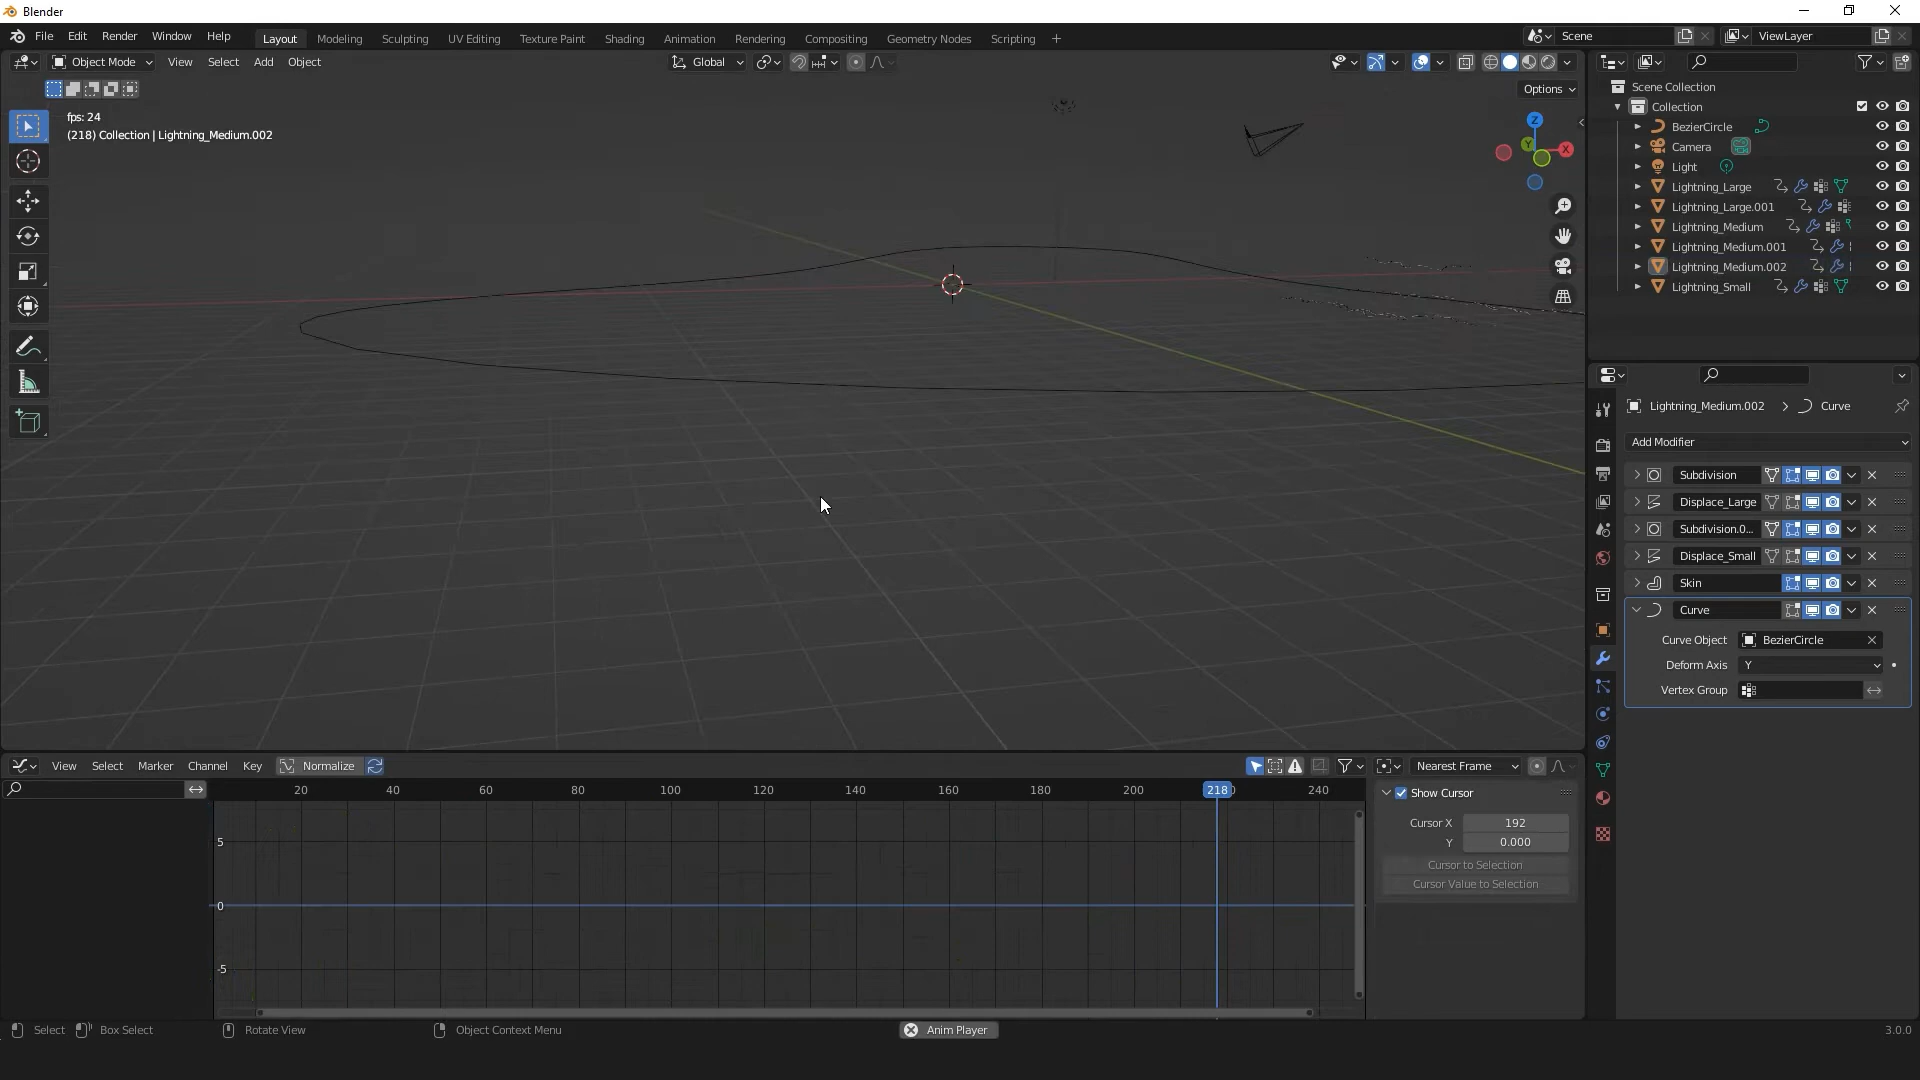 Blender
File Edit Render Window Help Layout Modeling Sculpting UV Editing Texture Paint Shading Animation Rendering Compositing Geometry Nodes Scripting + Scene ViewLayer
Object Mode View Select Add Object Global
Options
fps: 24
(218) Collection | Lightning_Medium.002
Z
Y
X
Scene Collection
Collection
BezierCircle
Camera
Light
Lightning_Large
Lightning_Large.001
Lightning_Medium
Lightning_Medium.001
Lightning_Medium.002
Lightning_Small
Lightning_Medium.002 > Curve
Add Modifier
Subdivision
Displace_Large
Subdivision.0...
Displace_Small
Skin
Curve
Curve Object BezierCircle
Deform Axis Y
Vertex Group
View Select Marker Channel Key Normalize Nearest Frame
20 40 60 80 100 120 140 160 180 200 218 240
5
0
-5
Show Cursor
Cursor X 192
Y 0.000
Cursor to Selection
Cursor Value to Selection
Select Box Select Rotate View Object Context Menu Anim Player 3.0.0